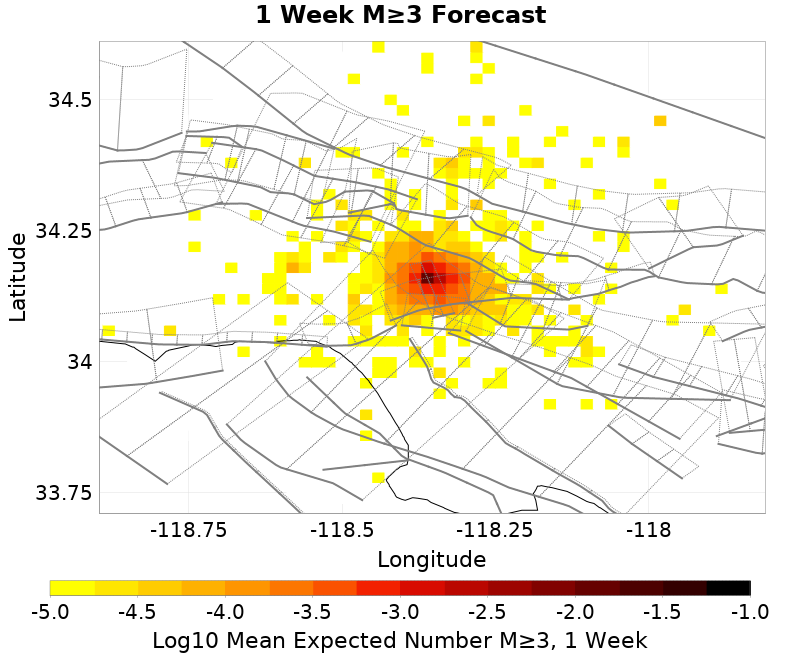 1 Week M≥3 Forecast
34.5
34.25
34
33.75
Latitude
-118.75 -118.5 -118.25 -118
Longitude
-5.0 -4.5 -4.0 -3.5 -3.0 -2.5 -2.0 -1.5 -1.0
Log10 Mean Expected Number M≥3, 1 Week